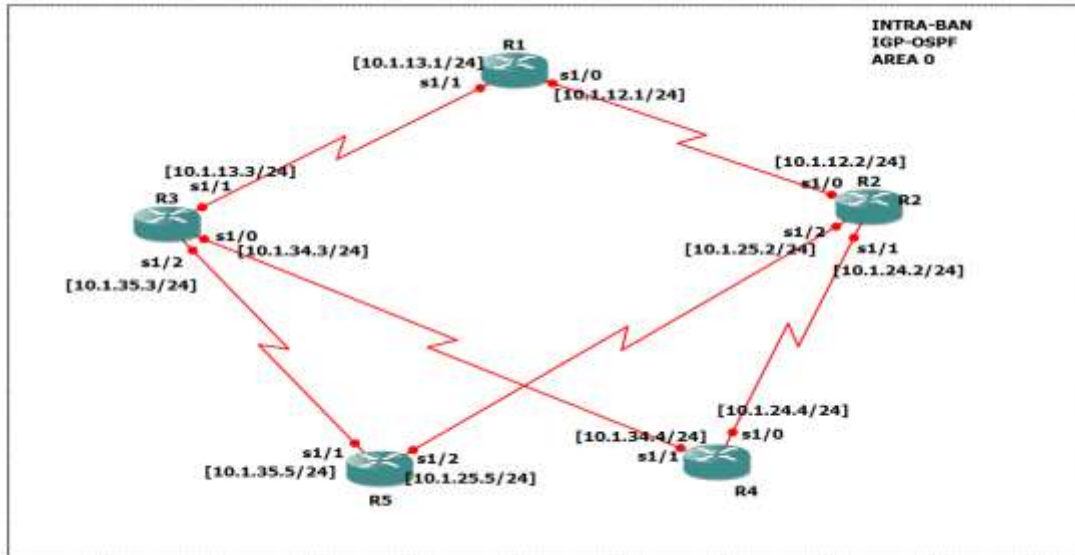 INTRA-BAN
IGP-OSPF
AREA 0
R1
[10.1.13.1/24]
s1/1
s1/0
[10.1.12.1/24]
[10.1.13.3/24]
s1/1
R3
s1/0
[10.1.34.3/24]
s1/2
[10.1.35.3/24]
[10.1.12.2/24]
s1/0
R2
R2
s1/2
[10.1.25.2/24]
s1/1
[10.1.24.2/24]
s1/1
[10.1.35.5/24]
s1/2
[10.1.25.5/24]
R5
[10.1.24.4/24]
s1/0
[10.1.34.4/24]
s1/1
R4